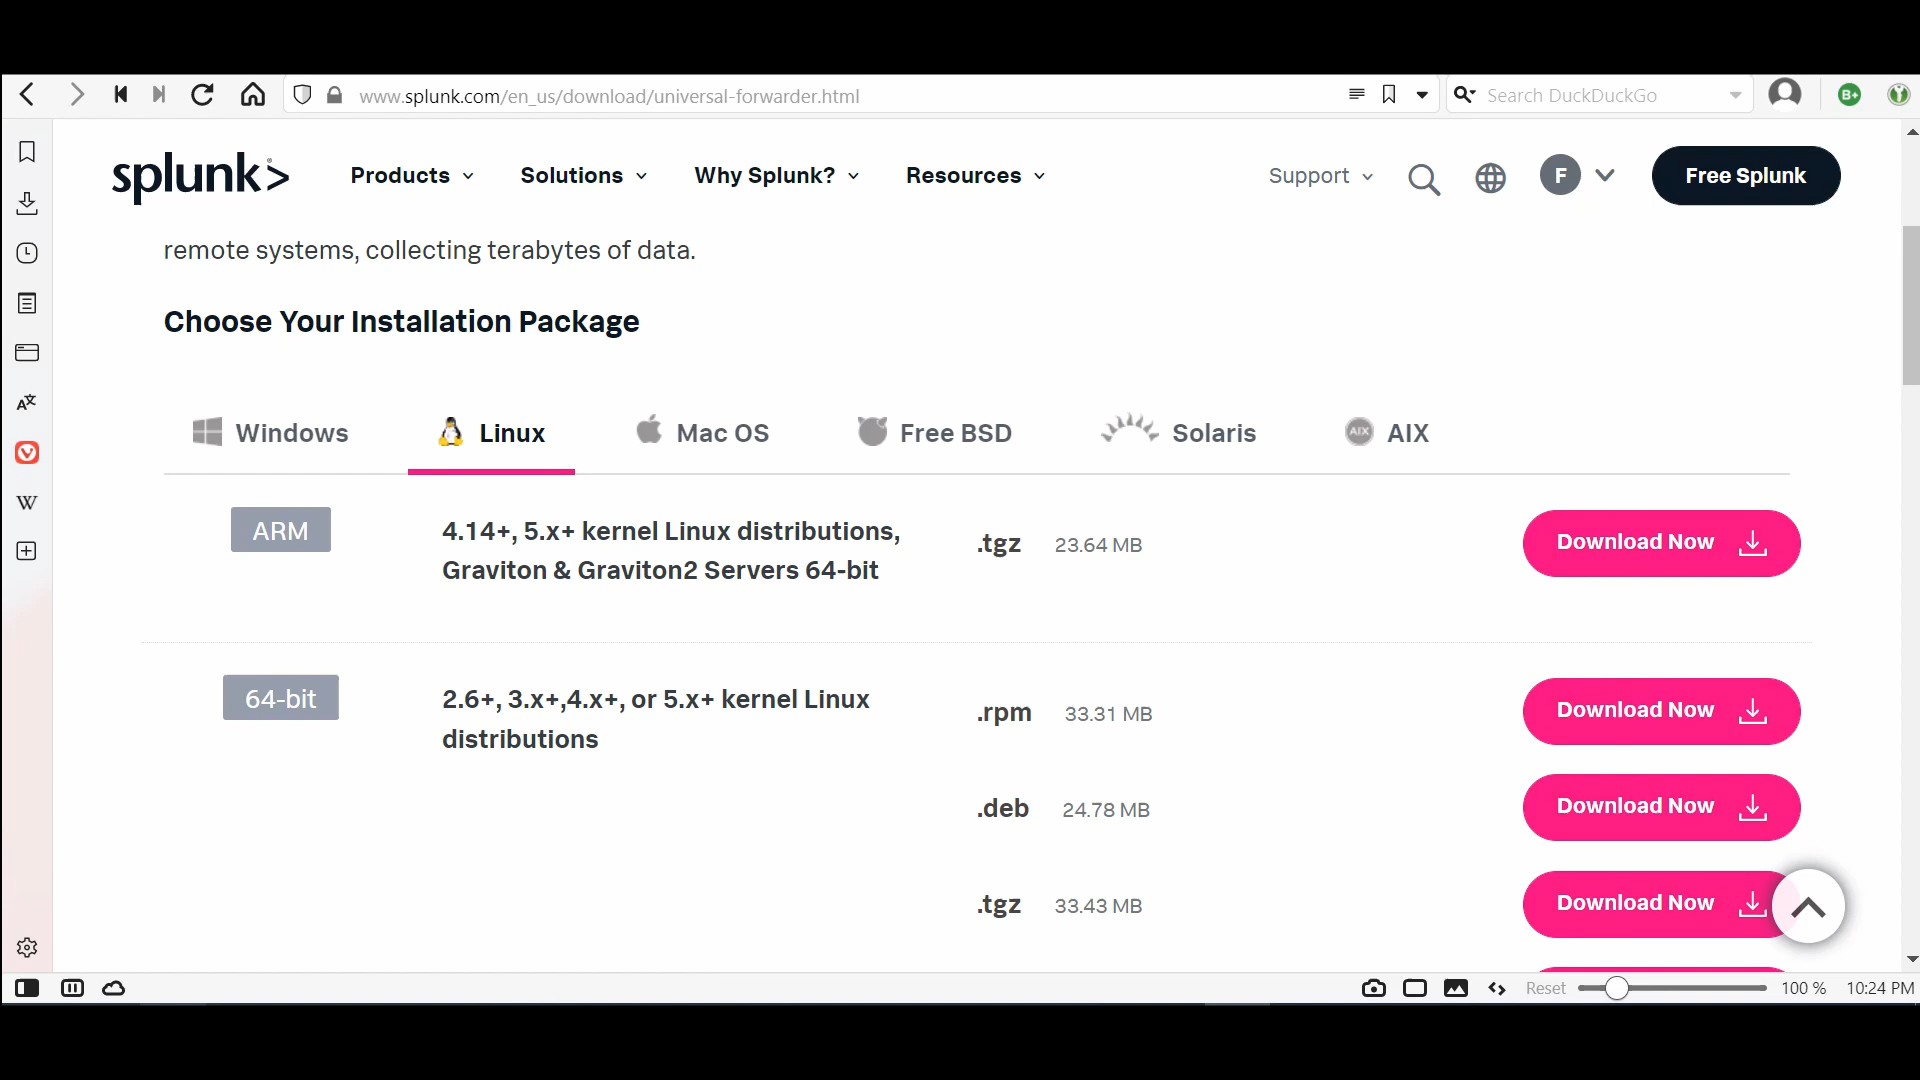 www.splunk.com/en_us/download/universal-forwarder.html
Search DuckDuckGo
B+
splunk>
Products
Solutions
Why Splunk?
Resources
Support
F
Free Splunk
remote systems, collecting terabytes of data.
Choose Your Installation Package
Windows
Linux
Mac OS
Free BSD
Solaris
AIX AIX
ARM
4.14+, 5.x+ kernel Linux distributions,
Graviton & Graviton2 Servers 64-bit
.tgz 23.64 MB
Download Now
64-bit
2.6+, 3.x+,4.x+, or 5.x+ kernel Linux
distributions
.rpm 33.31 MB
Download Now
.deb 24.78 MB
Download Now
.tgz 33.43 MB
Download Now
W
Reset
100 %
10:24 PM